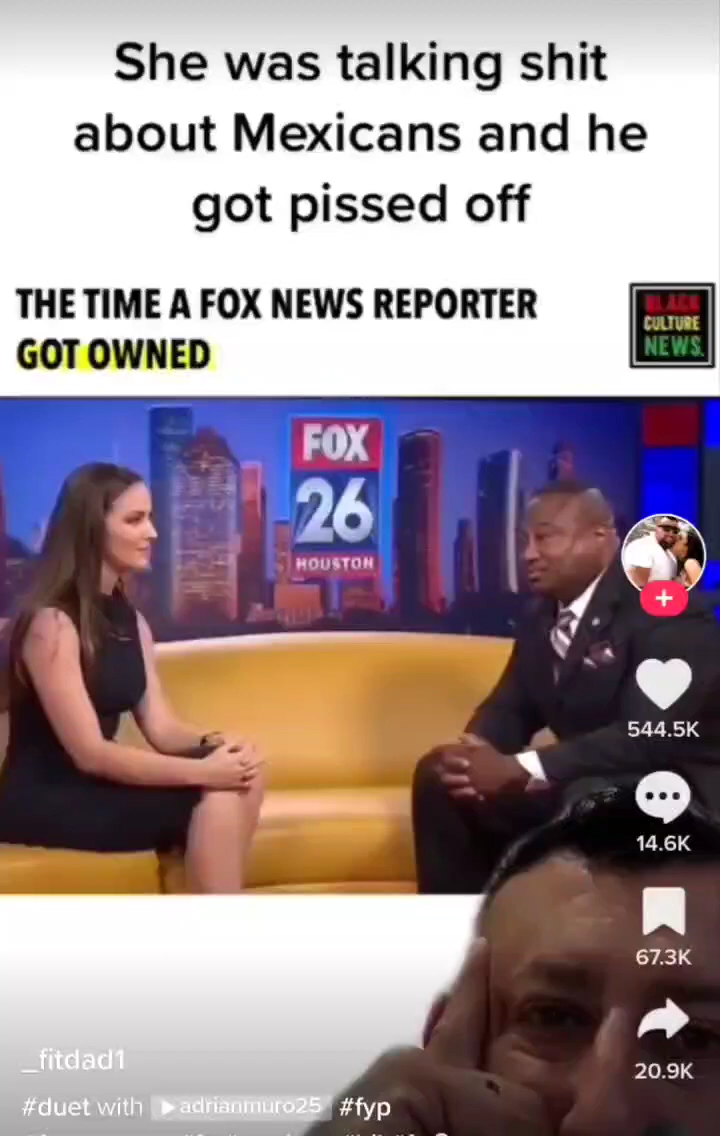 She was talking shit
about Mexicans and he
got pissed off
THE TIME A FOX NEWS REPORTER
GOT OWNED
BLACK
CULTURE
NEWS.
FOX
26
HOUSTON
544.5K
14.6K
67.3K
20.9K
_fitdad1
#duet with adrianmuro25 #fyp